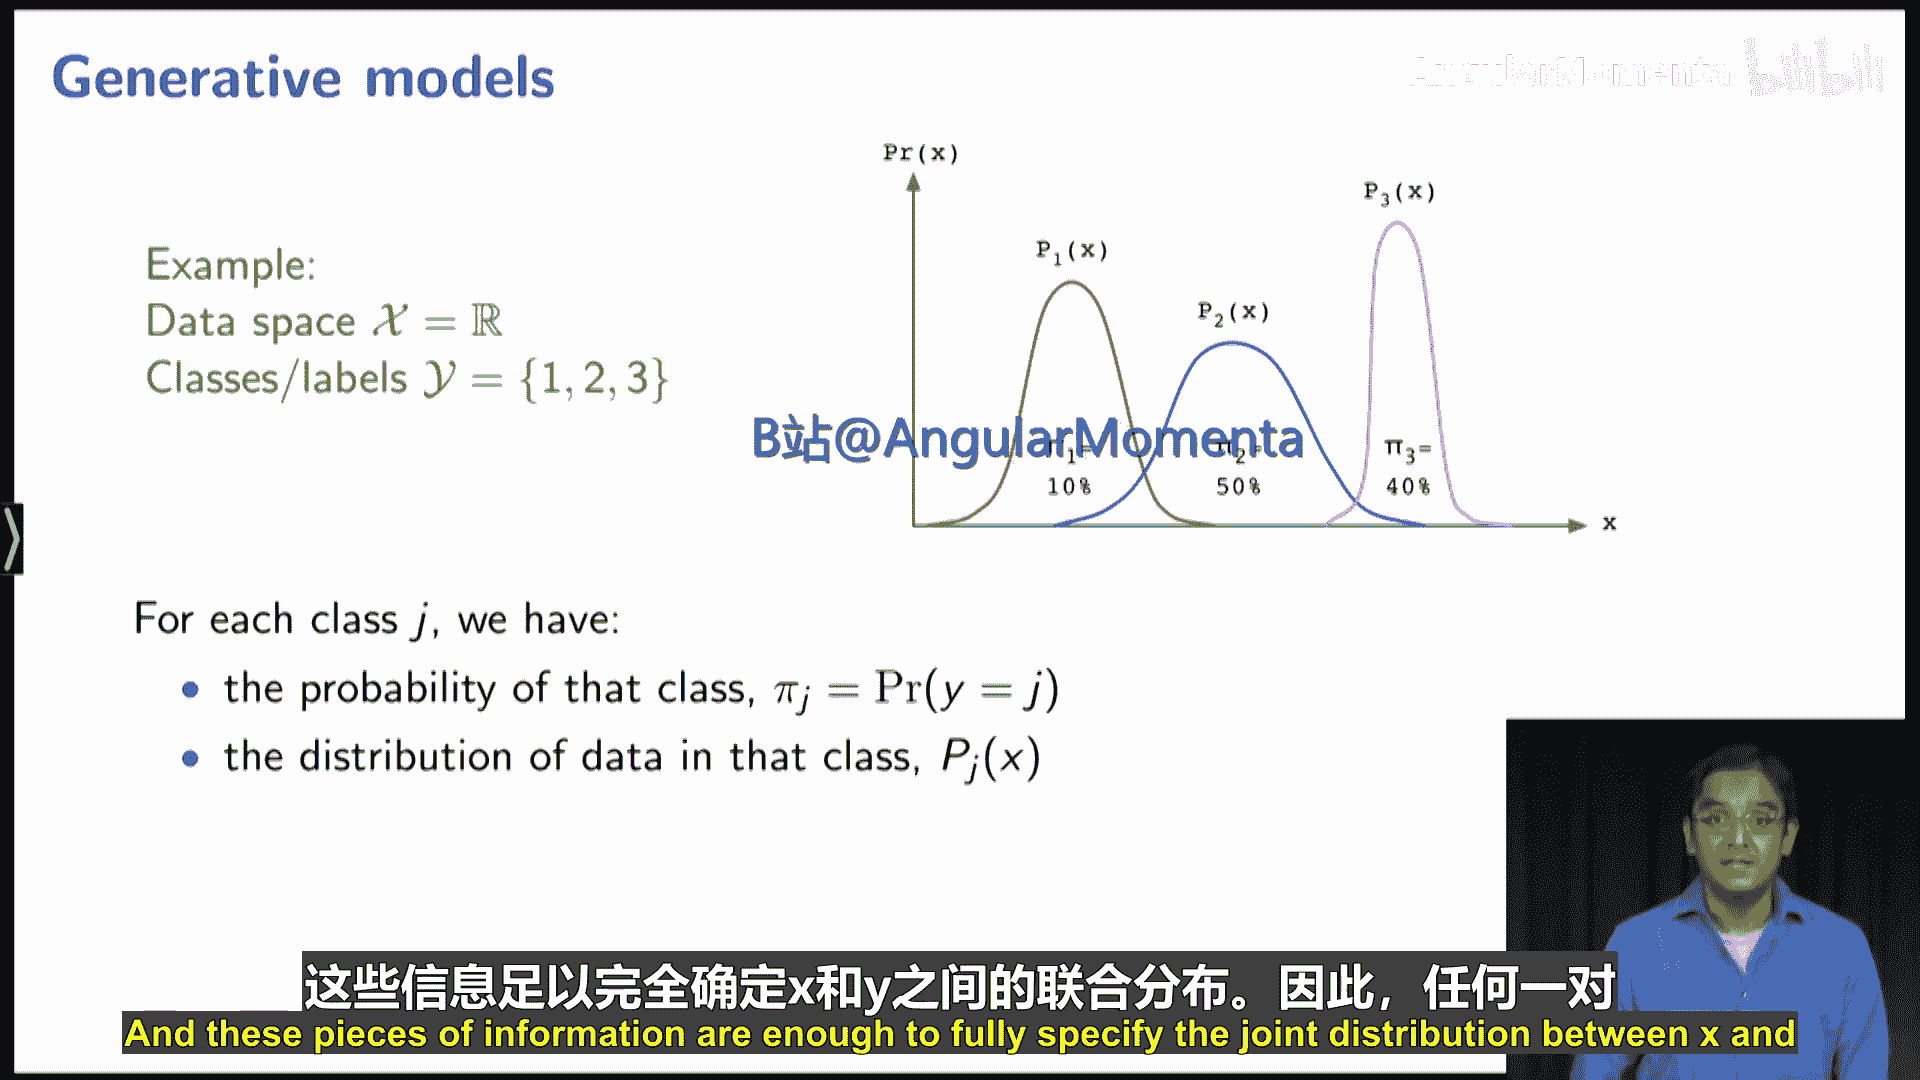 Generative models
AngularMomenta bilibili
Example:
Data space 𝒳 = ℝ
Classes/labels 𝒴 = {1, 2, 3}
Pr(x)
P₁(x)
P₂(x)
P₃(x)
B站@AngularMomenta
π₁=
10%
π₂=
50%
π₃=
40%
x
For each class j, we have:
• the probability of that class, πⱼ = Pr(y = j)
• the distribution of data in that class, Pⱼ(x)
这些信息足以完全确定x和y之间的联合分布。因此，任何一对
And these pieces of information are enough to fully specify the joint distribution between x and